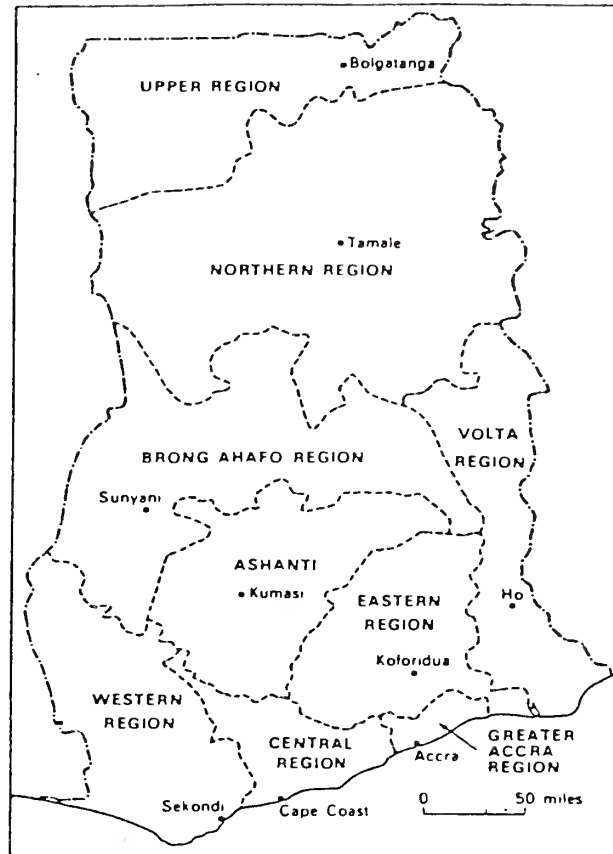 Bolgatanga
UPPER REGION
Tamale
NORTHERN REGION
VOLTA
REGION
BRONG AHAFO REGION
Sunyani
ASHANTI
Kumasi
EASTERN
REGION
Ho
Koforidua
WESTERN
REGION
CENTRAL
REGION
GREATER
ACCRA
REGION
Accra
Sekondi
Cape Coast
0 50 miles